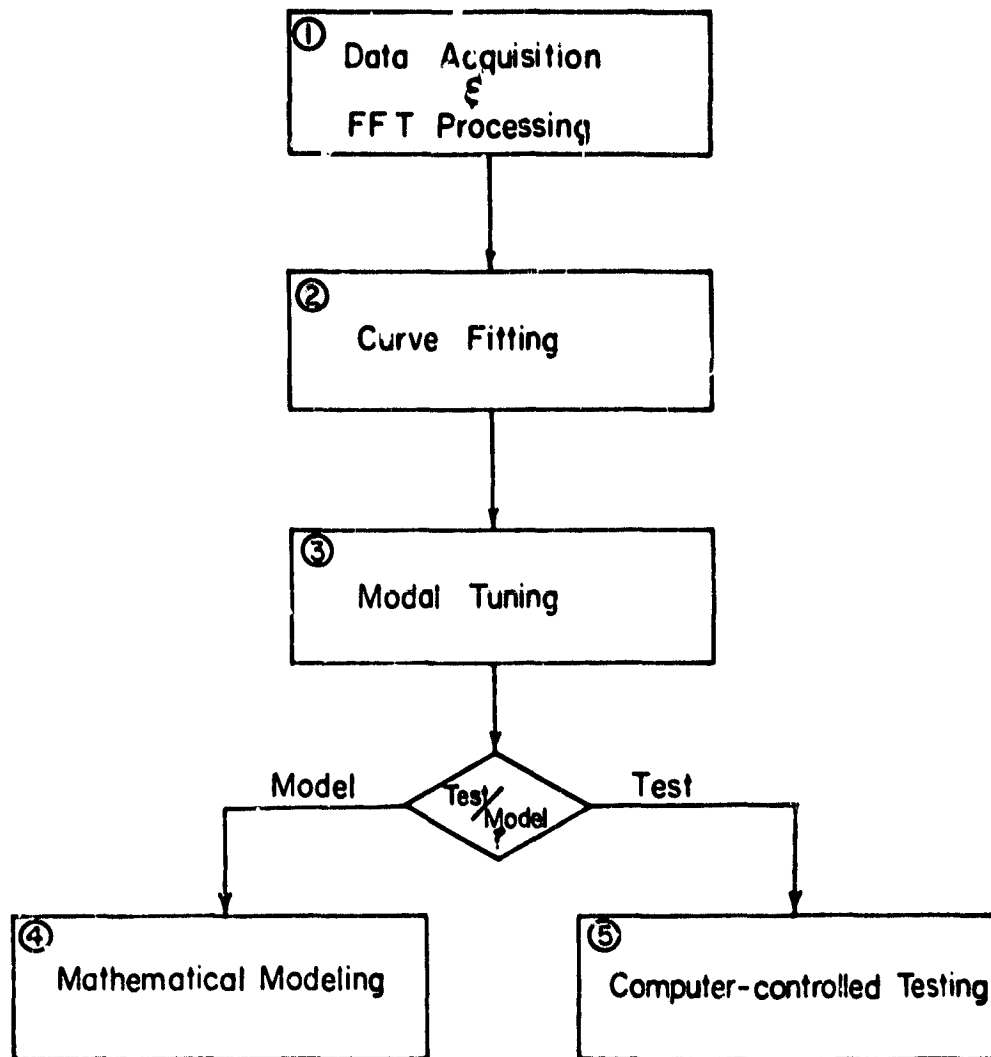 ①
Data Acquisition
&
FFT Processing
②
Curve Fitting
③
Modal Tuning
Model
Test/
Model
?
Test
④
Mathematical Modeling
⑤
Computer-controlled Testing